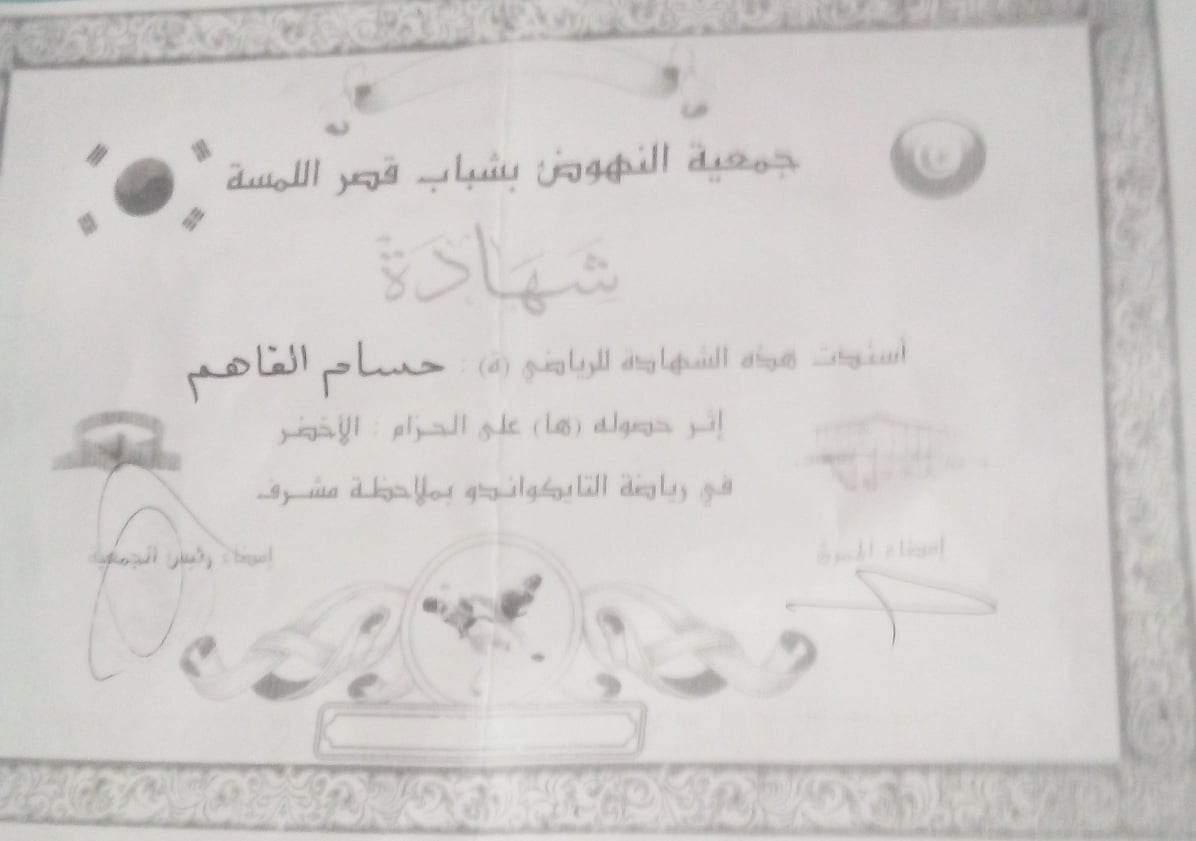 جمعية النهوض بشباب قصر اللمسة
شهادة
أسندت هذه الشهادة للرياضي (ة) : حسام الفاهم
إثر حصوله (ها) على الحزام : الأخضر
في رياضة التايكواندو بملاحظة مشرف
إمضاء
إمضاء رئيس الجمعية